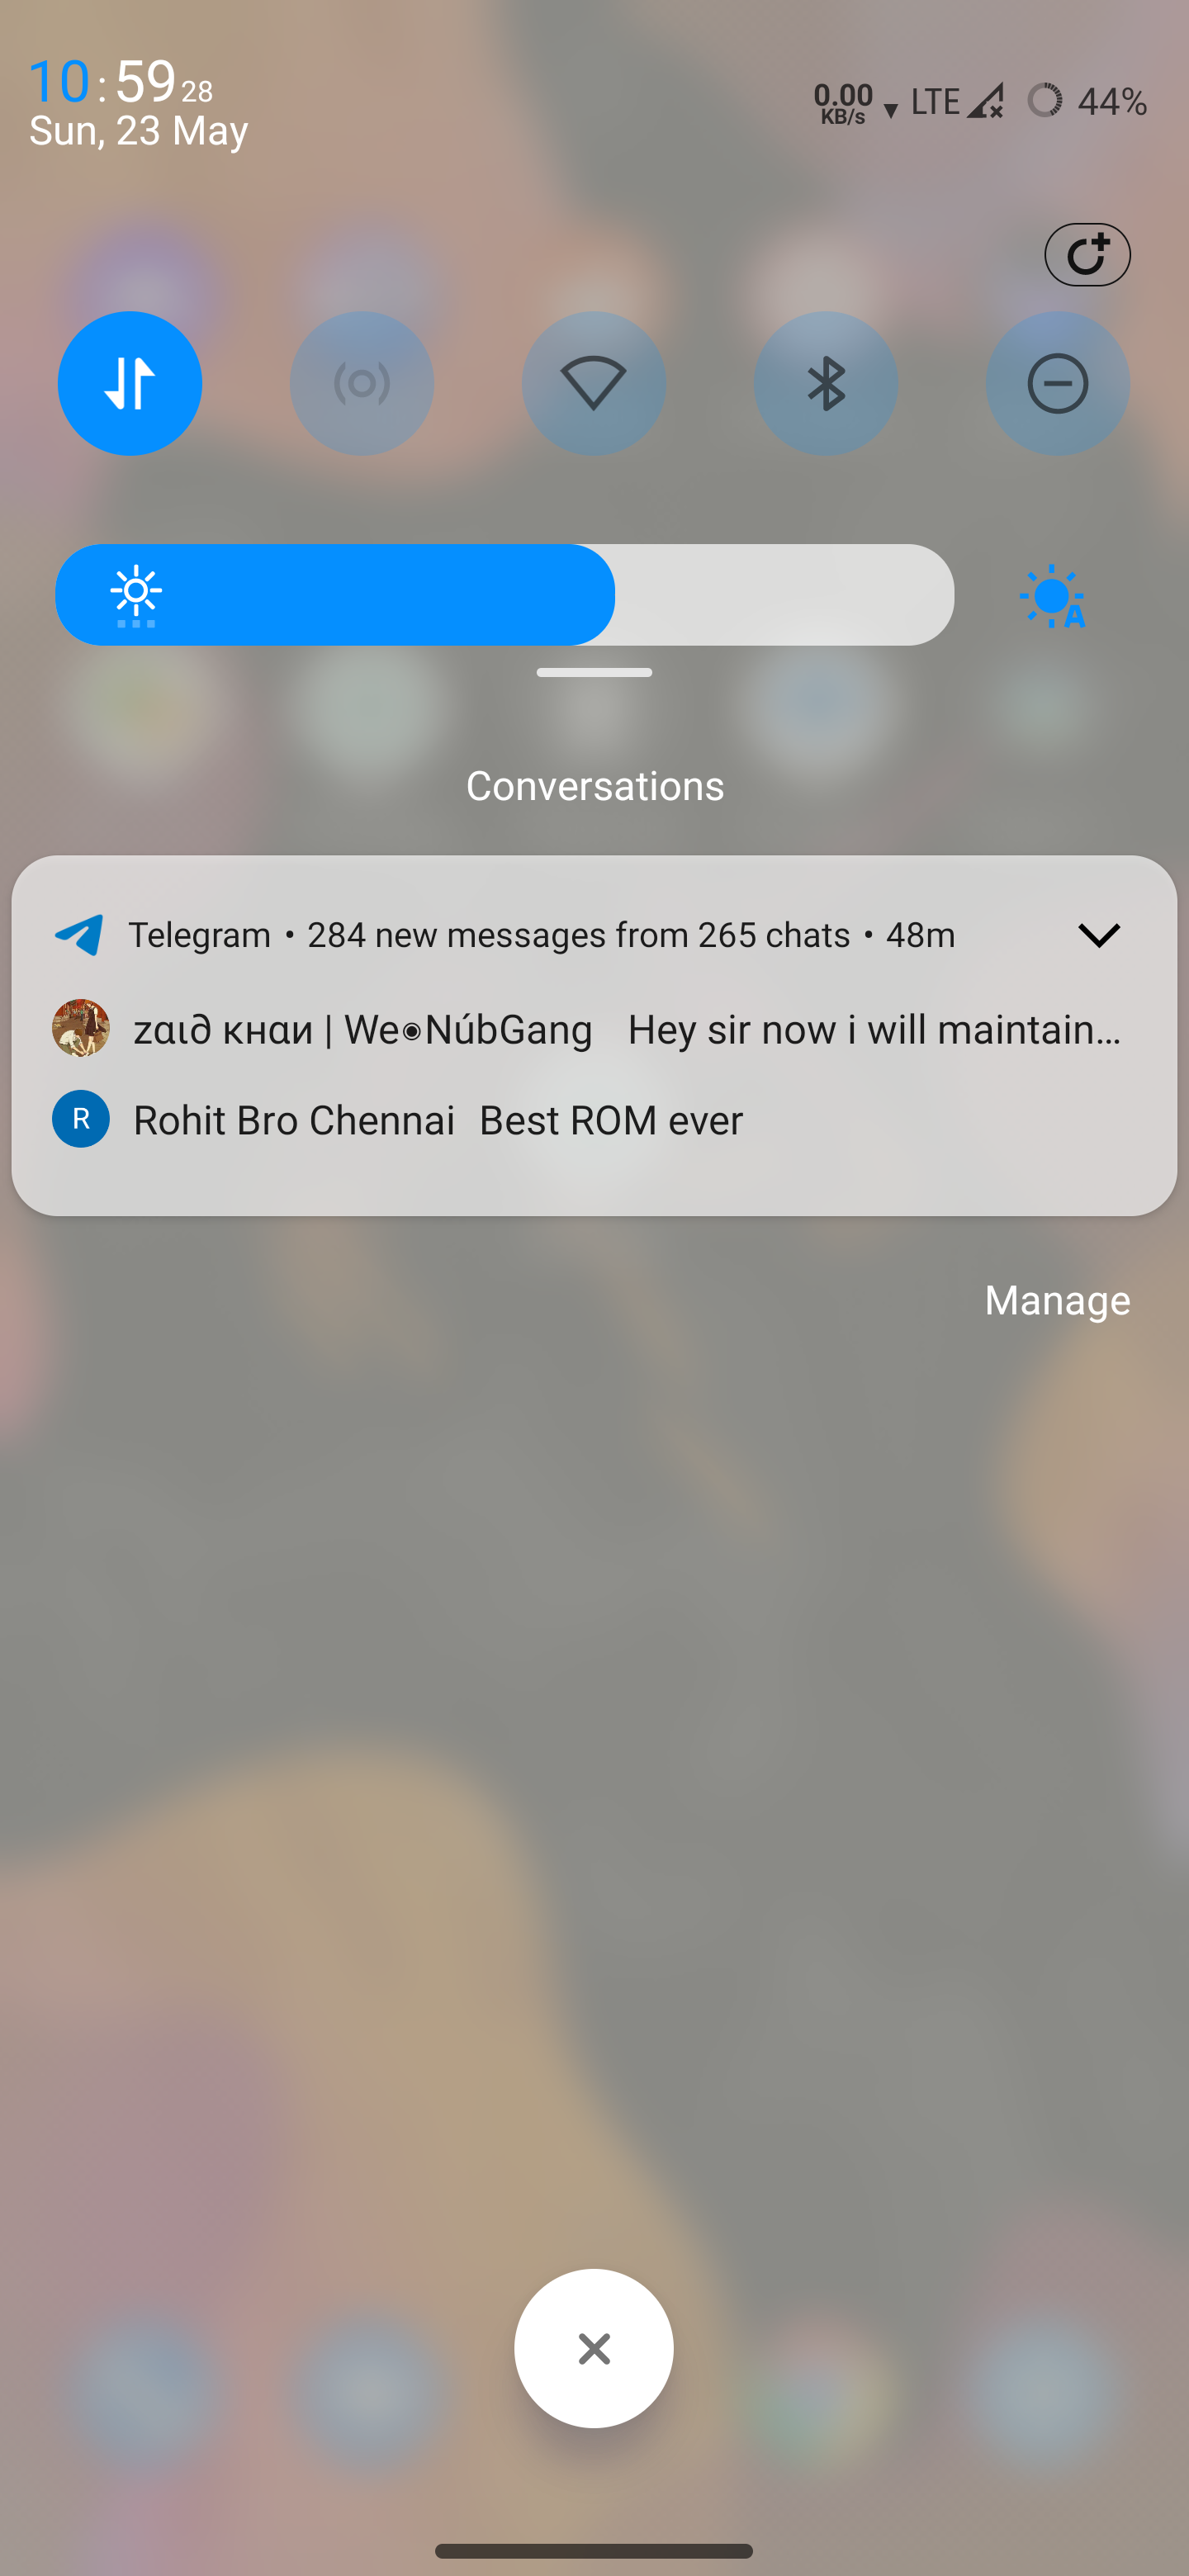 10:59 28
Sun, 23 May
0.00 KB/s LTE 44%
A
Conversations
Telegram • 284 new messages from 265 chats • 48m
zαι∂ кнαи | We◉NúbGang Hey sir now i will maintain...
R Rohit Bro Chennai Best ROM ever
Manage